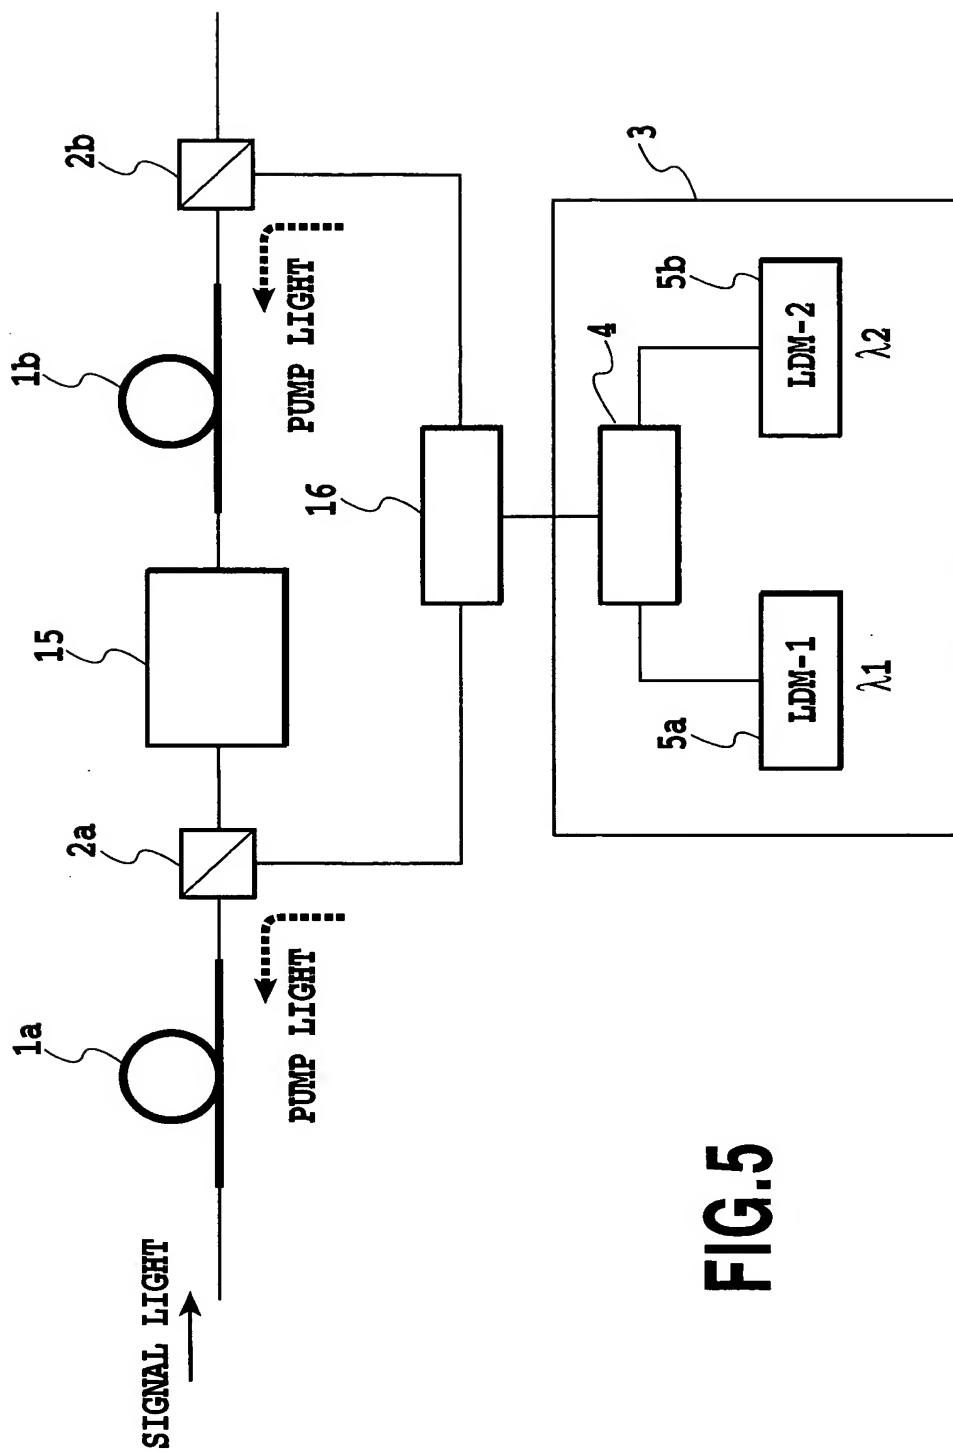 SIGNAL LIGHT
1a
2a
15
1b
2b
PUMP LIGHT
PUMP LIGHT
16
3
4
5a
LDM-1
λ1
5b
LDM-2
λ2
FIG.5